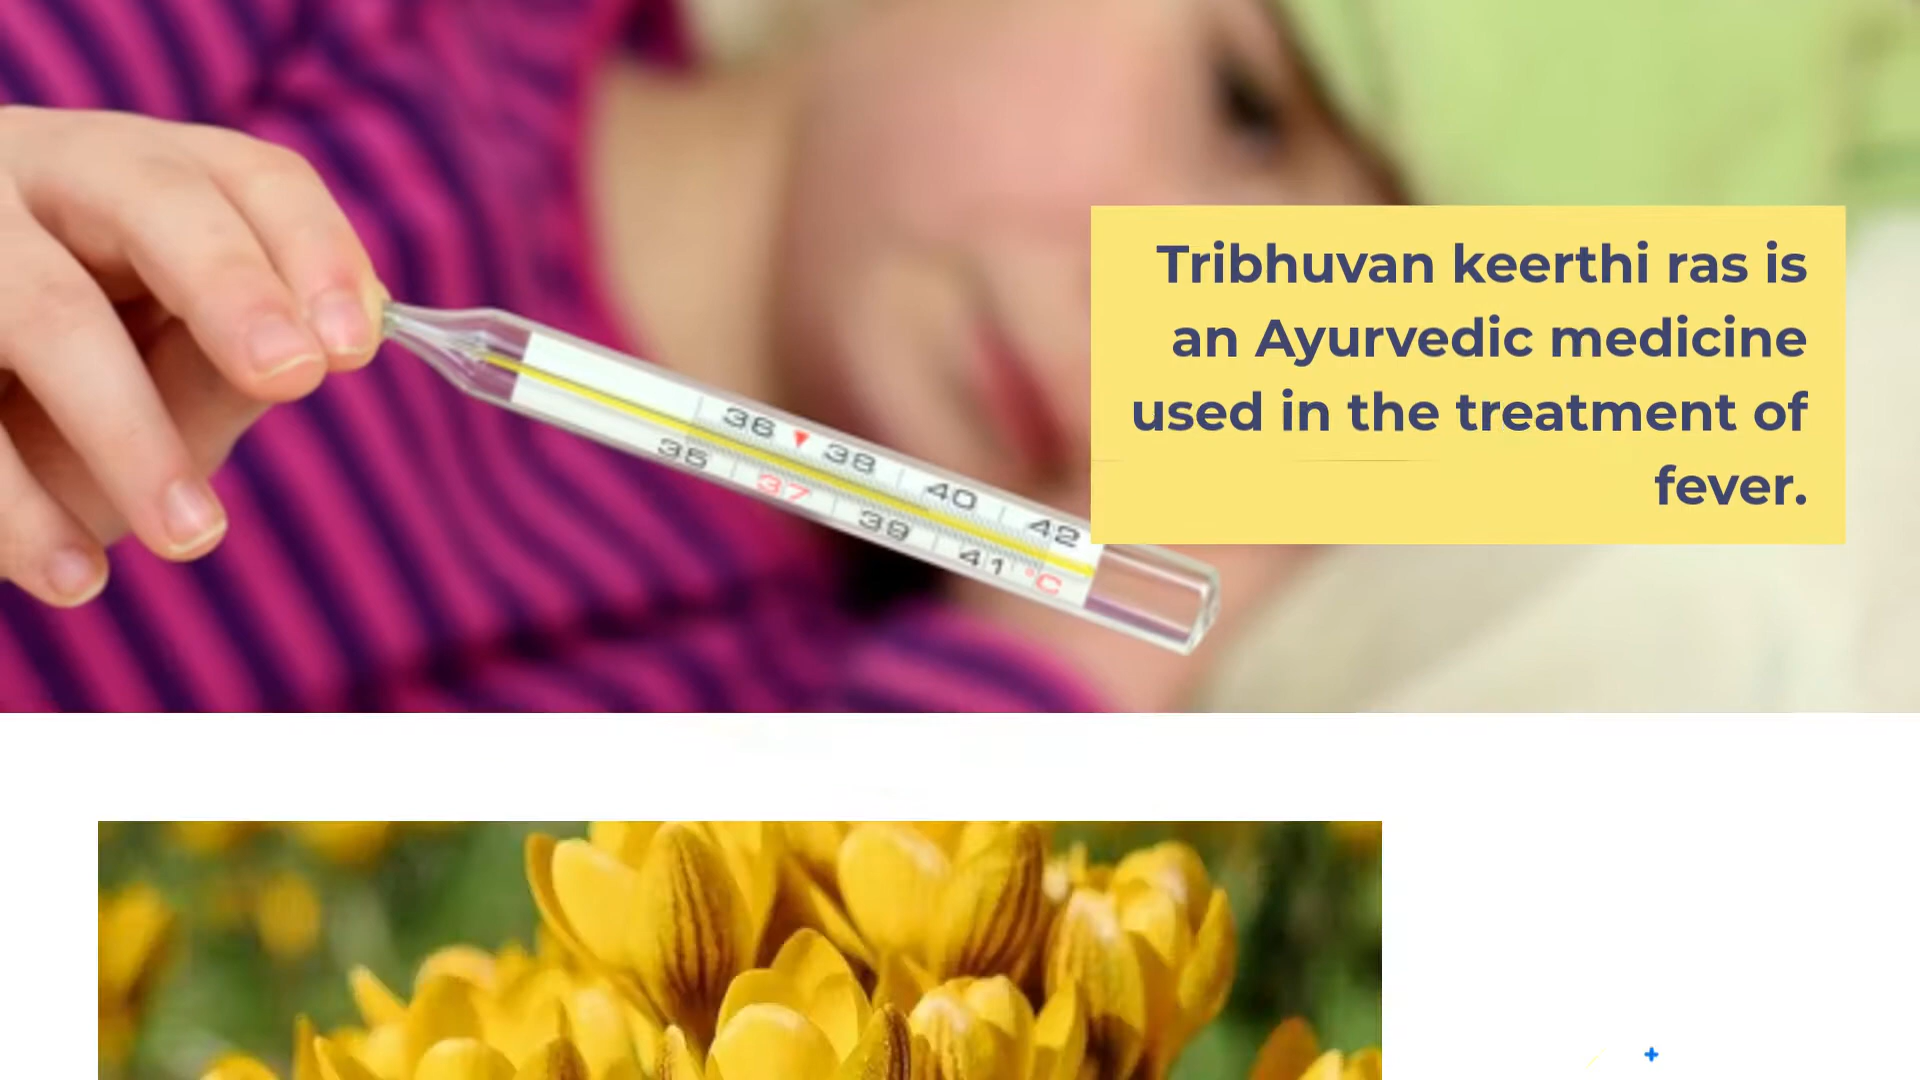 Tribhuvan keerthi ras is
an Ayurvedic medicine
used in the treatment of
fever.
36 38 40 42
35 37 39 41 °C